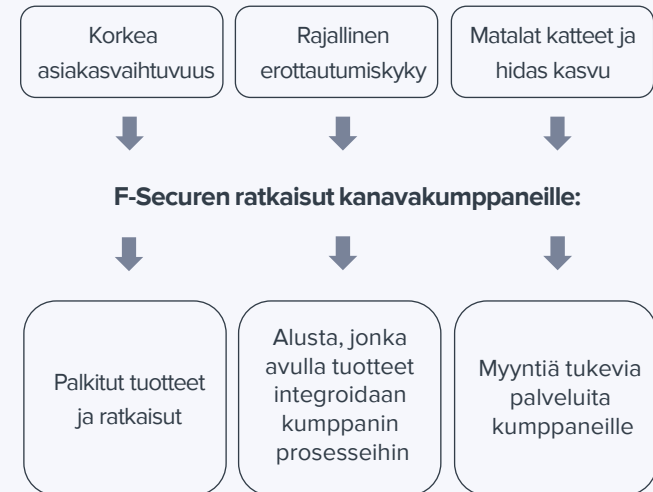 Korkea
asiakasvaihtuvuus
Rajallinen
erottautumiskyky
Matalat katteet ja
hidas kasvu
F-Securen ratkaisut kanavakumppaneille:
Palkitut tuotteet
ja ratkaisut
Alusta, jonka
avulla tuotteet
integroidaan
kumppanin
prosesseihin
Myyntiä tukevia
palveluita
kumppaneille